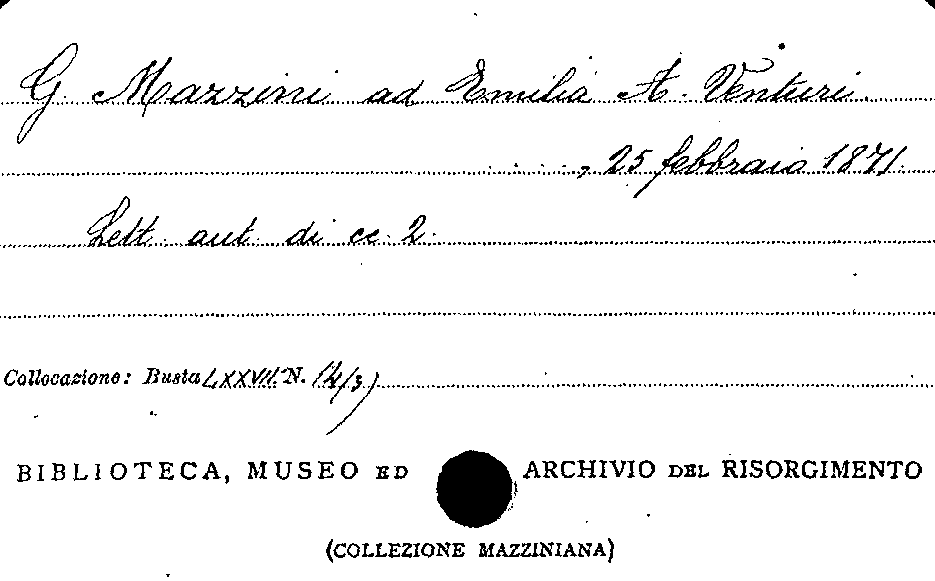 G. Mazzini ad Emilia A. Venturi.
......, 25 febbraio 1871.
Lett. aut. di cc. 2.
Collocazione: Busta LXXVII. N. 14/3)
BIBLIOTECA, MUSEO ED ARCHIVIO DEL RISORGIMENTO
(COLLEZIONE MAZZINIANA)